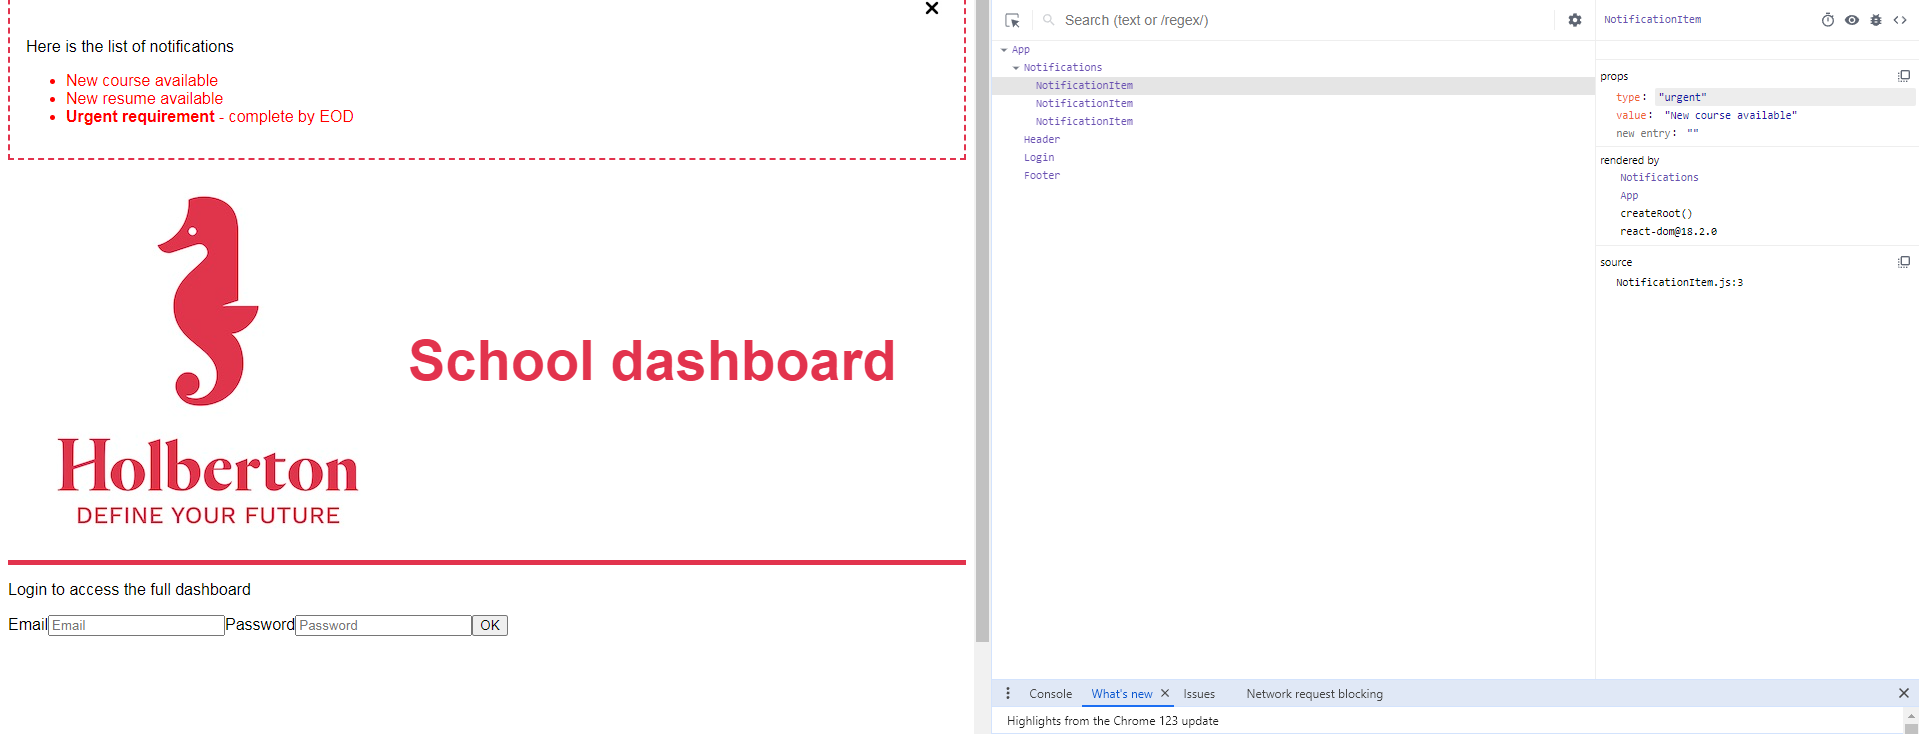 Here is the list of notifications
New course available
New resume available
Urgent requirement - complete by EOD
School dashboard
Holberton
DEFINE YOUR FUTURE
Login to access the full dashboard
Email Email Password Password OK
Search (text or /regex/)
App
Notifications
NotificationItem
NotificationItem
NotificationItem
Header
Login
Footer
NotificationItem
props
type: "urgent"
value: "New course available"
new entry: ""
rendered by
Notifications
App
createRoot()
react-dom@18.2.0
source
NotificationItem.js:3
Console What's new Issues Network request blocking
Highlights from the Chrome 123 update